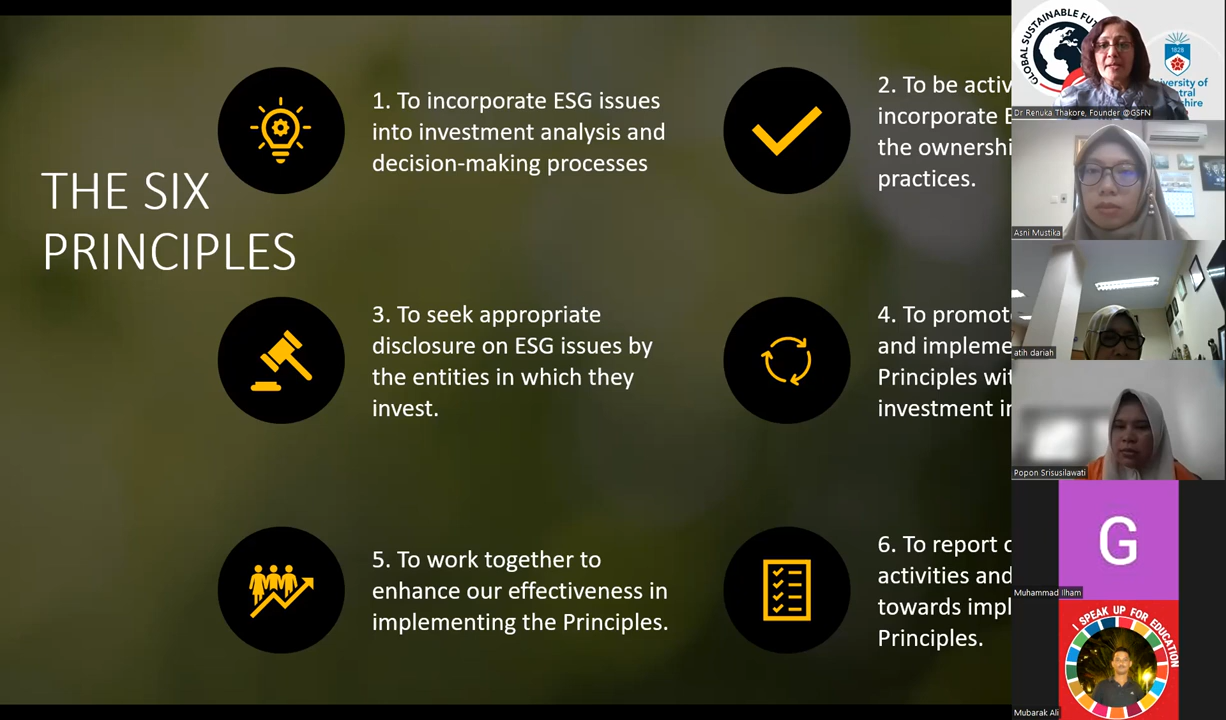 THE SIX
PRINCIPLES
1. To incorporate ESG issues
into investment analysis and
decision-making processes
2. To be activ
incorporate E
the ownershi
practices.
3. To seek appropriate
disclosure on ESG issues by
the entities in which they
invest.
4. To promot
and impleme
Principles wit
investment in
5. To work together to
enhance our effectiveness in
implementing the Principles.
6. To report o
activities and
towards impl
Principles.
GLOBAL SUSTAINABLE FUT
1828
iversity of
ntral
shire
Dr Renuka Thakore, Founder @GSFN
Asni Mustika
atih dariah
Popon Srisusilawati
G
Muhammad Ilham
I SPEAK UP FOR EDUCATION
Mubarak Ali